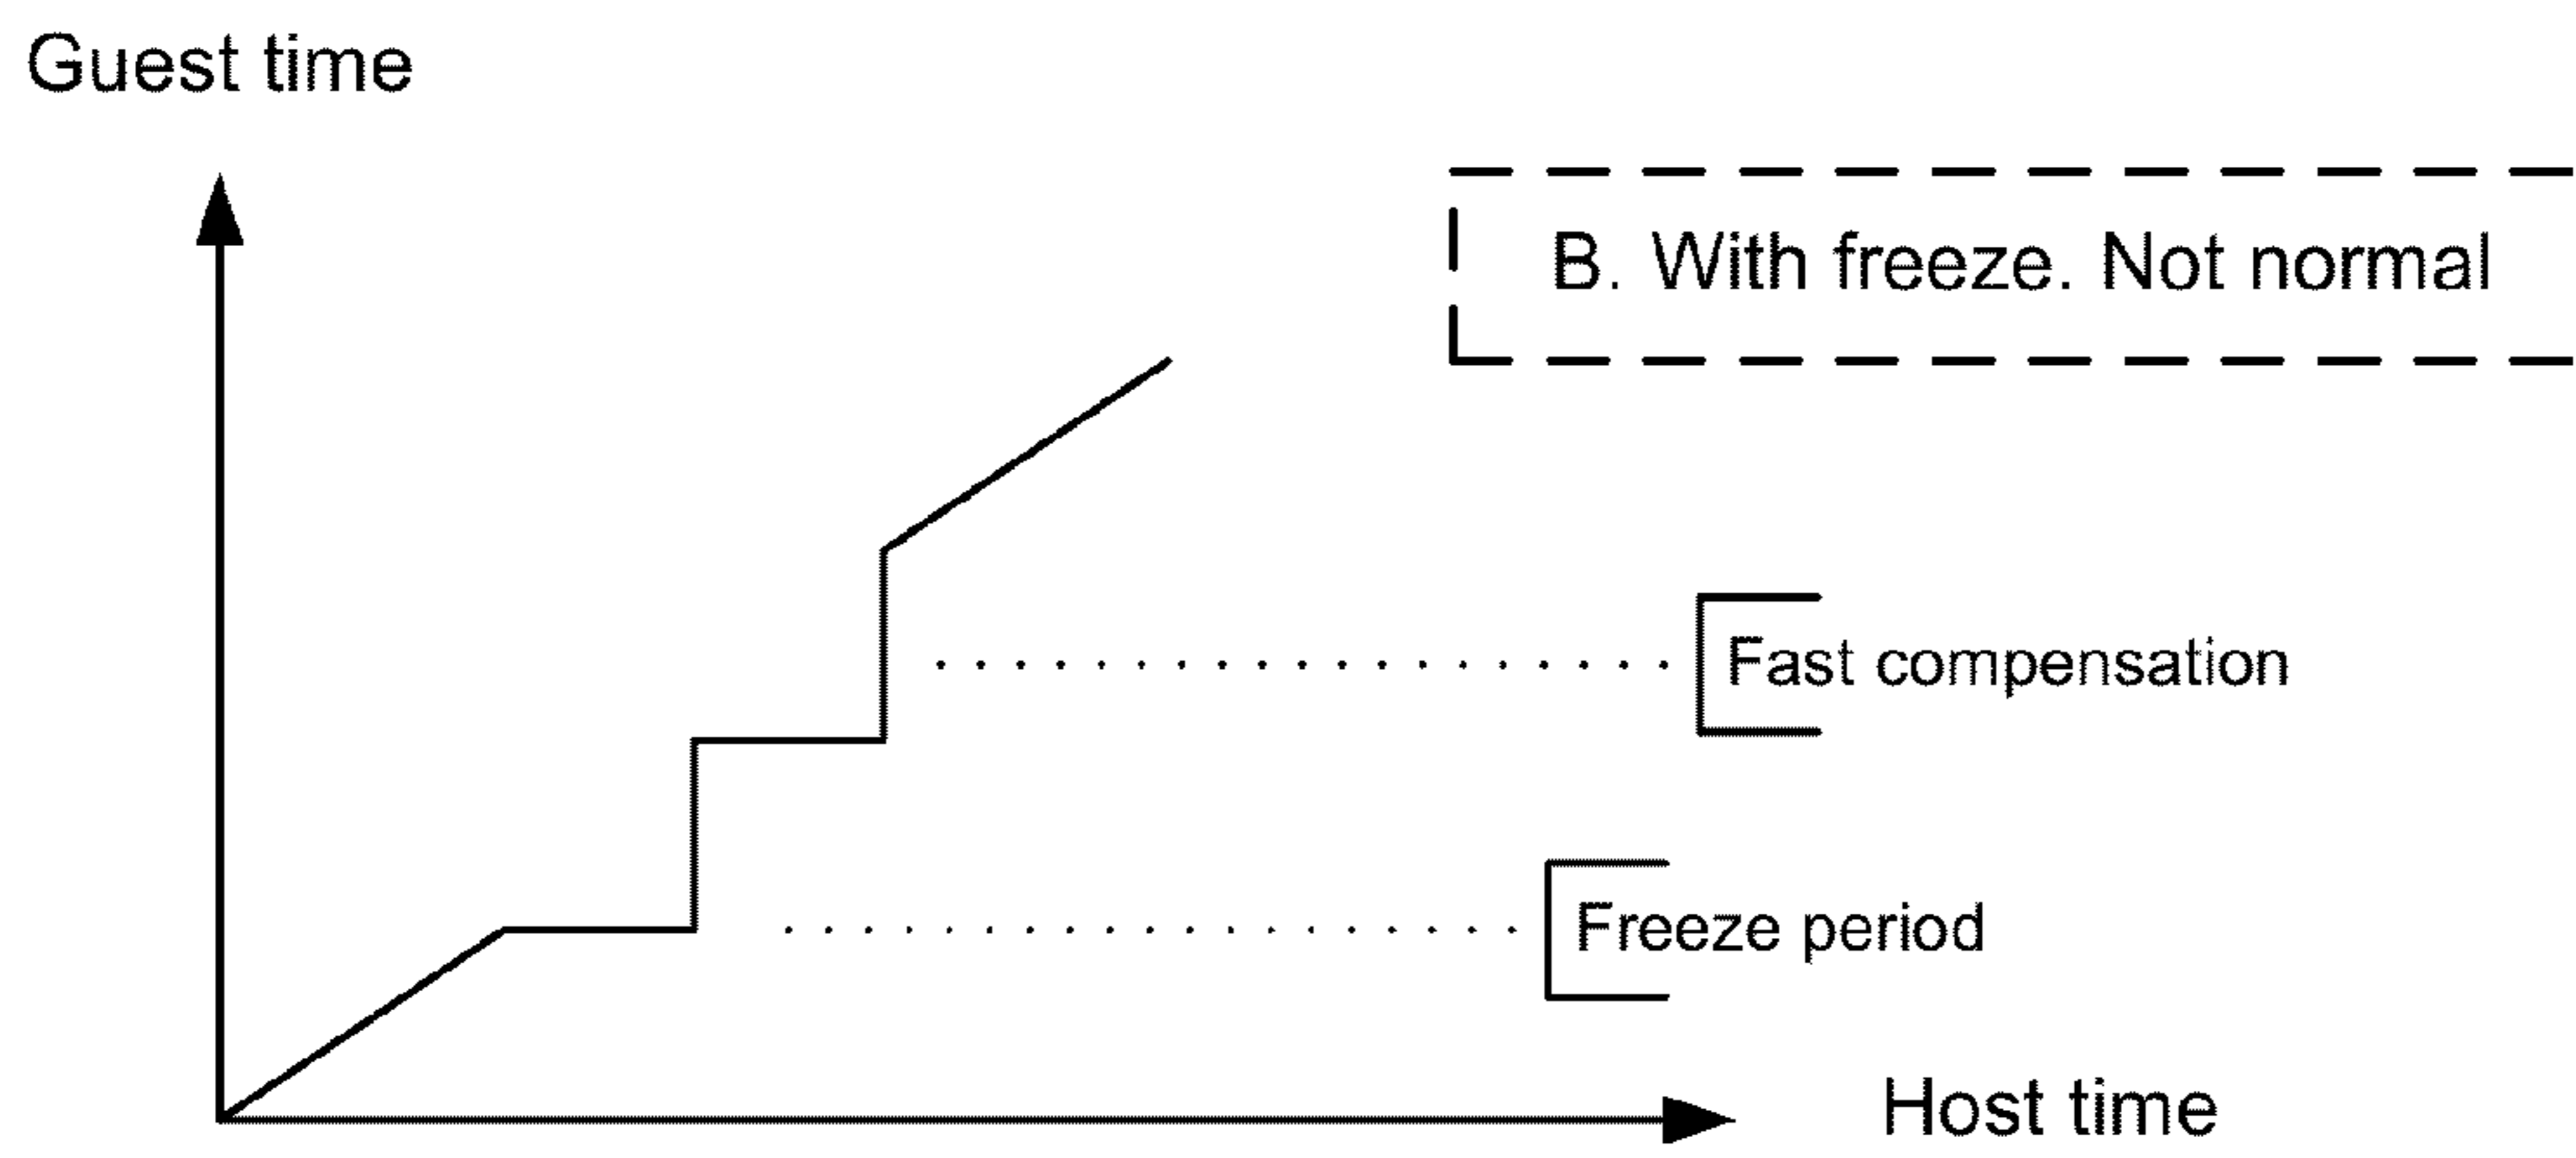 Guest time
B. With freeze. Not normal
Fast compensation
Freeze period
Host time